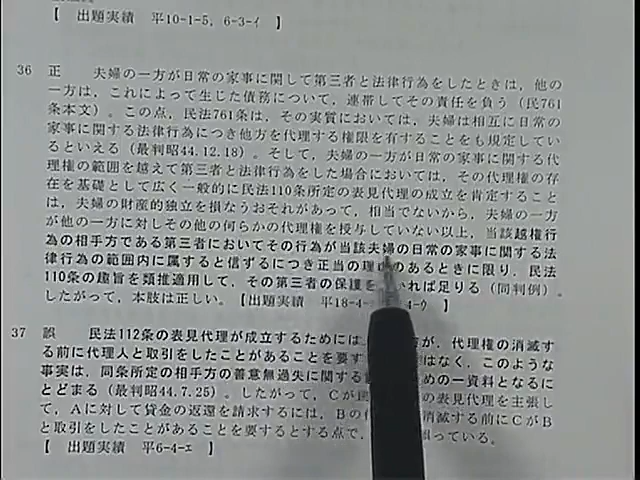 【 出題実績 平10-1-5, 6-3-イ 】
36 正 夫婦の一方が日常の家事に関して第三者と法律行為をしたときは，他の
一方は，これによって生じた債務について，連帯してその責任を負う（民761
条本文）。この点，民法761条は，その実質においては，夫婦は相互に日常の
家事に関する法律行為につき他方を代理する権限を有することをも規定してい
るといえる（最判昭44.12.18）。そして，夫婦の一方が日常の家事に関する代
理権の範囲を越えて第三者と法律行為をした場合においては，その代理権の存
在を基礎として広く一般的に民法110条所定の表見代理の成立を肯定すること
は，夫婦の財産的独立を損なうおそれがあって，相当でないから，夫婦の一方
が他の一方に対しその他の何らかの代理権を授与していない以上，当該越権行
為の相手方である第三者においてその行為が当該夫婦の日常の家事に関する法
律行為の範囲内に属すると信ずるにつき正当の理 のあるときに限り，民法
110条の趣旨を類推適用して，その第三者の保護を かれば足りる（同判例）。
したがって，本肢は正しい。【出題実績 平18-4- 4-ウ】
37 誤 民法112条の表見代理が成立するためには 方が，代理権の消滅す
る前に代理人と取引をしたことがあることを要す はなく，このような
事実は，同条所定の相手方の善意無過失に関する めの一資料となるに
とどまる（最判昭44.7.25）。したがって，Cが の表見代理を主張し
て，Aに対して貸金の返還を請求するには，Bの 消滅する前にCがB
と取引をしたことがあることを要するとする点で， っている。
【 出題実績 平6-4-エ 】